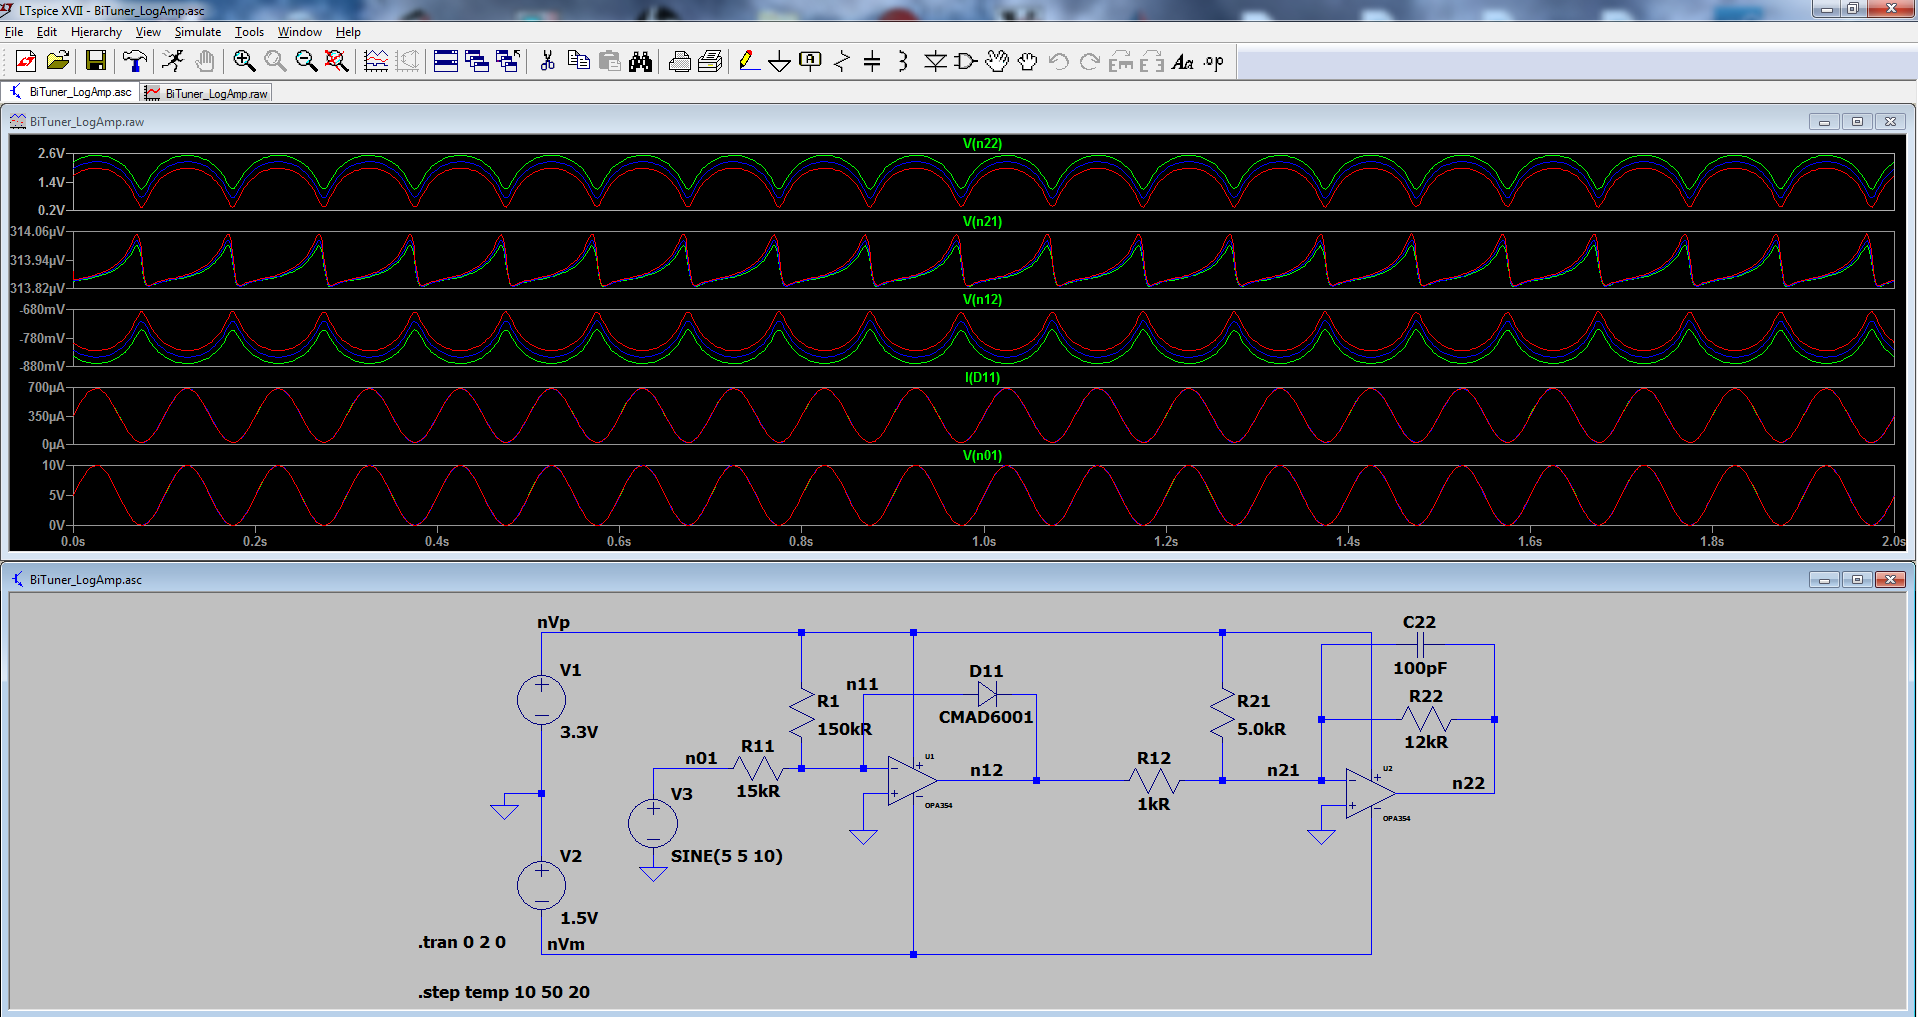 LTspice XVII - BiTuner_LogAmp.asc
File Edit Hierarchy View Simulate Tools Window Help
BiTuner_LogAmp.asc BiTuner_LogAmp.raw
BiTuner_LogAmp.raw
V(n22)
2.6V
1.4V
0.2V
V(n21)
314.06µV
313.94µV
313.82µV
V(n12)
-680mV
-780mV
-880mV
I(D11)
700µA
350µA
0µA
V(n01)
10V
5V
0V
0.0s 0.2s 0.4s 0.6s 0.8s 1.0s 1.2s 1.4s 1.6s 1.8s 2.0s
BiTuner_LogAmp.asc
nVp
V1
3.3V
V2
1.5V
nVm
.tran 0 2 0
.step temp 10 50 20
n01
V3
SINE(5 5 10)
R11
15kR
R1
150kR
n11
D11
CMAD6001
U1
OPA354
n12
R12
1kR
R21
5.0kR
n21
C22
100pF
R22
12kR
U2
OPA354
n22